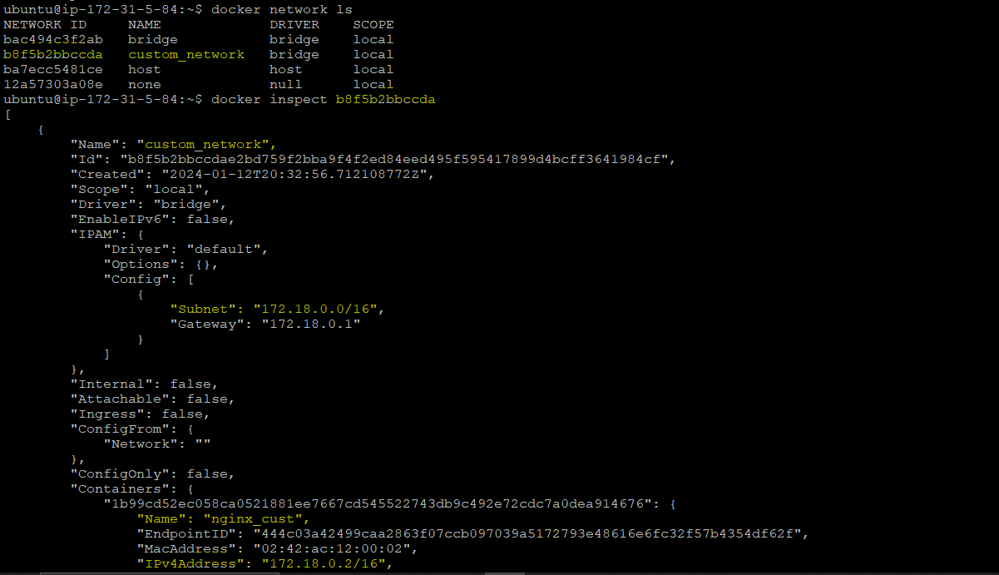 ubuntu@ip-172-31-5-84:~$ docker network ls
NETWORK ID     NAME             DRIVER    SCOPE
bac494c3f2ab   bridge           bridge    local
b8f5b2bbccda   custom_network   bridge    local
ba7ecc5481ce   host             host      local
12a57303a08e   none             null      local
ubuntu@ip-172-31-5-84:~$ docker inspect b8f5b2bbccda
[
    {
        "Name": "custom_network",
        "Id": "b8f5b2bbccdae2bd759f2bba9f4f2ed84eed495f595417899d4bcff3641984cf",
        "Created": "2024-01-12T20:32:56.712108772Z",
        "Scope": "local",
        "Driver": "bridge",
        "EnableIPv6": false,
        "IPAM": {
            "Driver": "default",
            "Options": {},
            "Config": [
                {
                    "Subnet": "172.18.0.0/16",
                    "Gateway": "172.18.0.1"
                }
            ]
        },
        "Internal": false,
        "Attachable": false,
        "Ingress": false,
        "ConfigFrom": {
            "Network": ""
        },
        "ConfigOnly": false,
        "Containers": {
            "1b99cd52ec058ca0521881ee7667cd545522743db9c492e72cdc7a0dea914676": {
                "Name": "nginx_cust",
                "EndpointID": "444c03a42499caa2863f07ccb097039a5172793e48616e6fc32f57b4354df62f",
                "MacAddress": "02:42:ac:12:00:02",
                "IPv4Address": "172.18.0.2/16",